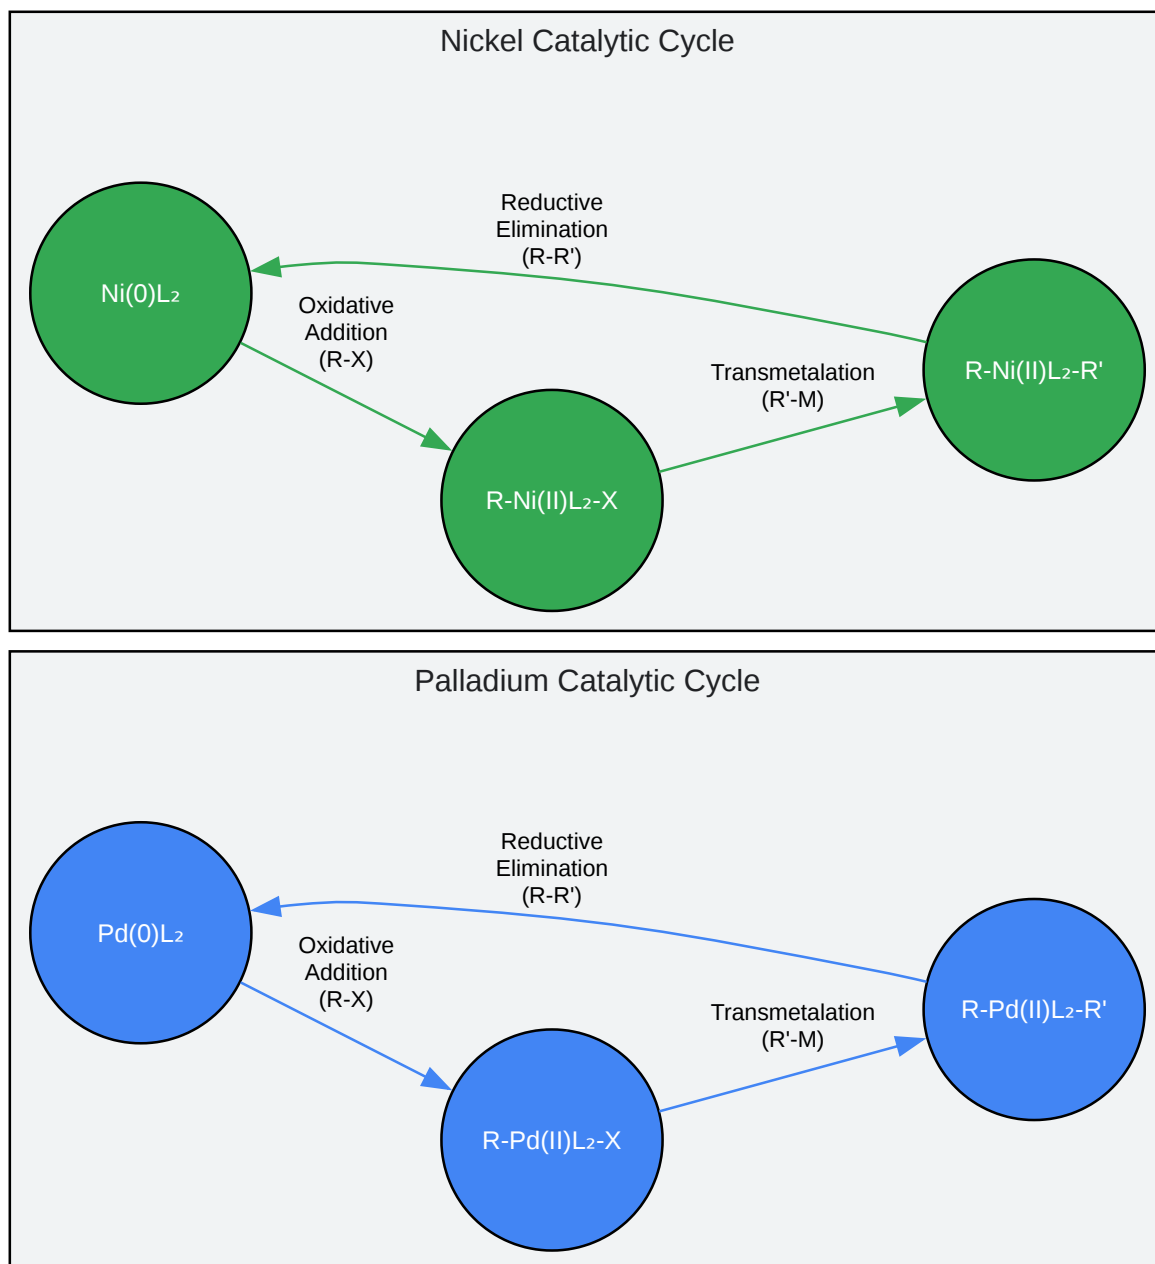 Nickel Catalytic Cycle
Reductive
Elimination
(R-R')
Ni(0)L₂
Oxidative
Addition
(R-X)
Transmetalation
(R'-M)
R-Ni(II)L₂-R'
R-Ni(II)L₂-X
Palladium Catalytic Cycle
Reductive
Elimination
(R-R')
Pd(0)L₂
Oxidative
Addition
(R-X)
Transmetalation
(R'-M)
R-Pd(II)L₂-R'
R-Pd(II)L₂-X